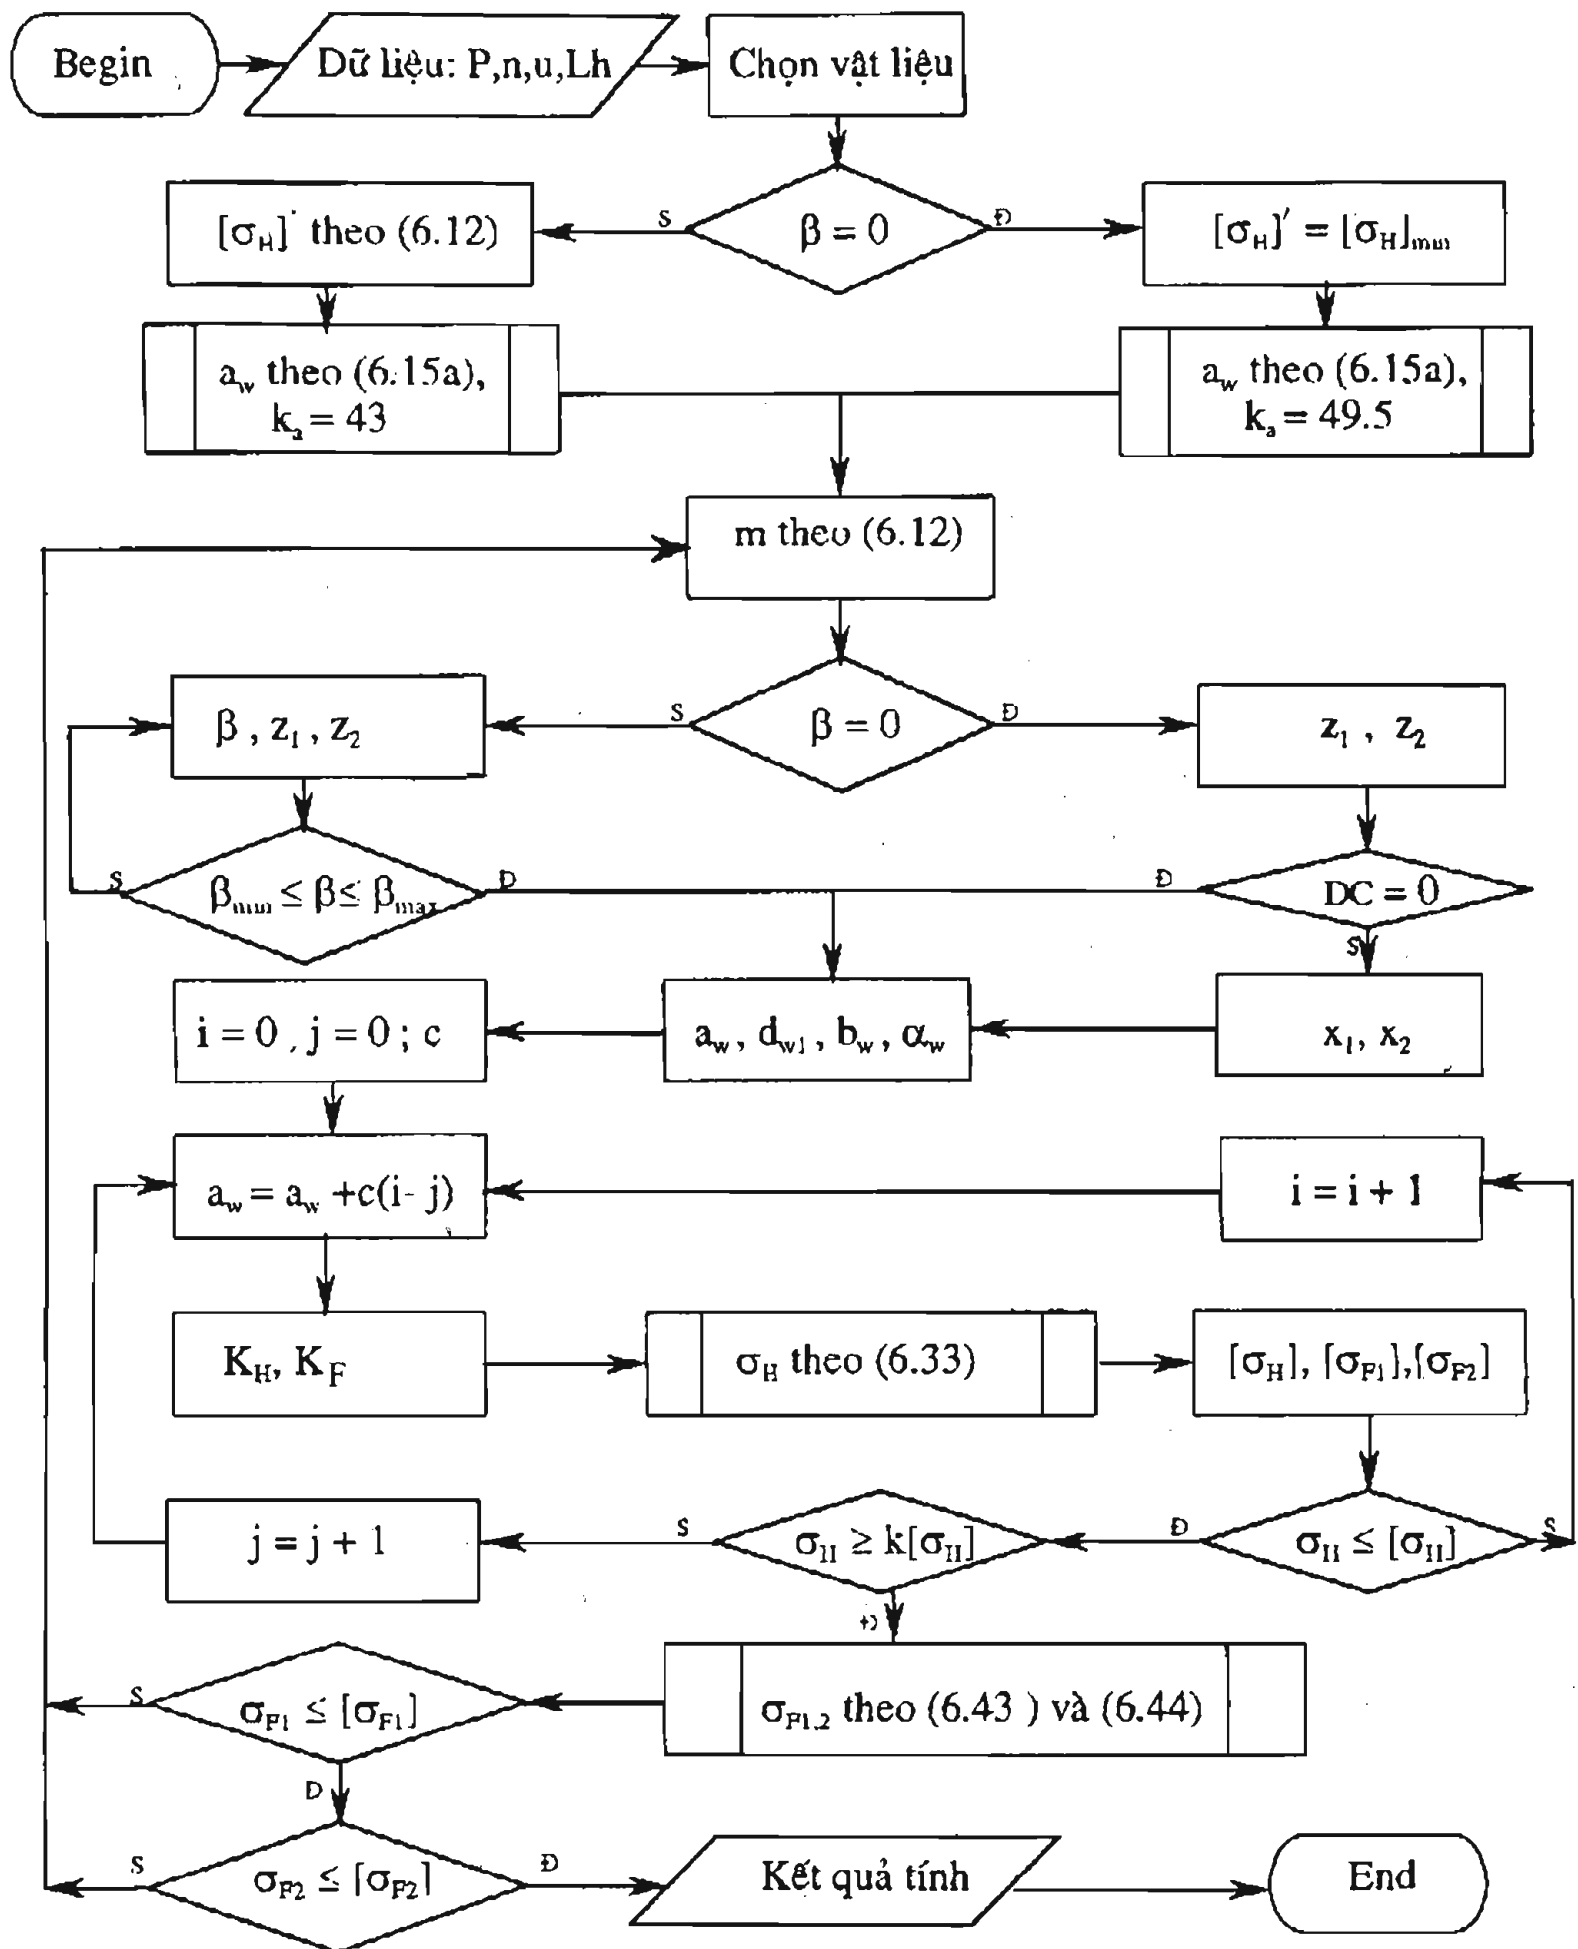 Begin
Dữ liệu: P,n,u,Lh
Chọn vật liệu
[σH]' theo (6.12)
S
β = 0
Đ
[σH]' = [σH]min
aw theo (6.15a),
ka = 43
aw theo (6.15a),
ka = 49.5
m theo (6.12)
β , z1 , z2
S
β = 0
Đ
z1 , z2
S
βmin ≤ β ≤ βmax
Đ
Đ
DC = 0
S
i = 0 , j = 0 ; c
aw, dw1, bw, αw
x1, x2
aw = aw +c(i- j)
i = i + 1
KH, KF
σH theo (6.33)
[σH], [σF1],[σF2]
j = j + 1
S
σH ≥ k[σH]
Đ
σH ≤ [σH]
S
Đ
S
σF1 ≤ [σF1]
σF1,2 theo (6.43 ) và (6.44)
Đ
S
σF2 ≤ [σF2]
Đ
Kết quả tính
End